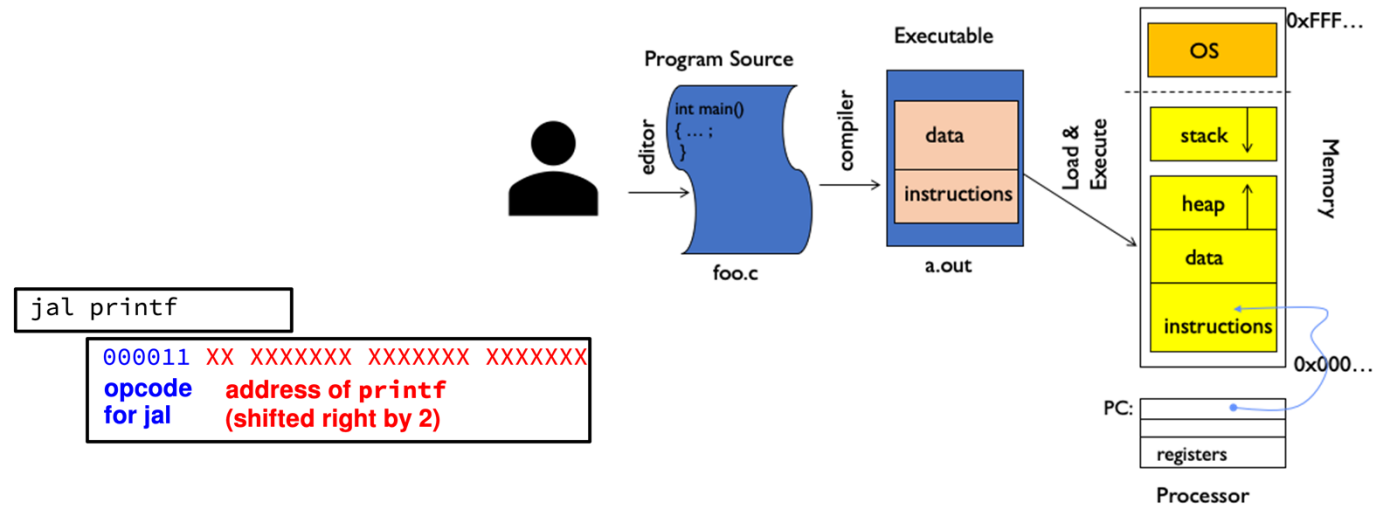 0xFFF...
OS
Executable
Program Source
int main()
{ ... ;
}
editor
compiler
data
instructions
Load &
Execute
stack
heap
data
instructions
Memory
foo.c
a.out
0x000...
jal printf
000011 XX XXXXXXX XXXXXXX XXXXXXX
opcode
for jal
address of printf
(shifted right by 2)
PC:
registers
Processor